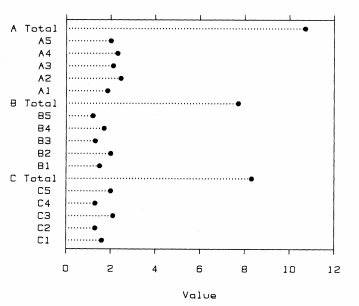 A Total
A5
A4
A3
A2
A1
B Total
B5
B4
B3
B2
B1
C Total
C5
C4
C3
C2
C1
0 2 4 6 8 10 12
Value